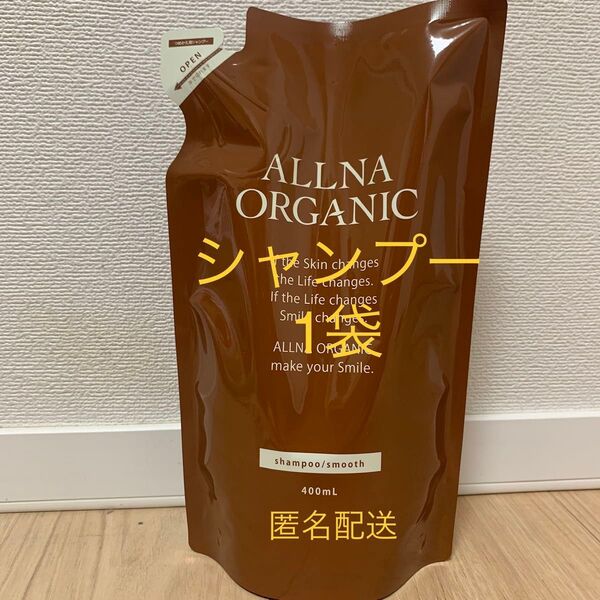 つめかえ用シャンプー
OPEN
ALLNA
ORGANIC
シャンプー
the Skin changes
the Life changes.
If the Life changes
Smile changes.
1袋
ALLNA ORGANIC
make your Smile.
shampoo/smooth
400mL
匿名配送